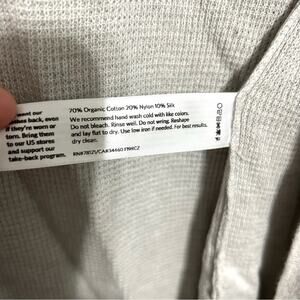 want our
clothes back, even
if they're worn or
torn. Bring them
to our US stores
and support our
take-back program.
70% Organic Cotton 20% Nylon 10% Silk
We recommend hand wash cold with like colors.
Do not bleach. Rinse well. Do not wring. Reshape
and lay flat to dry. Use low iron if needed. For best results,
dry clean.